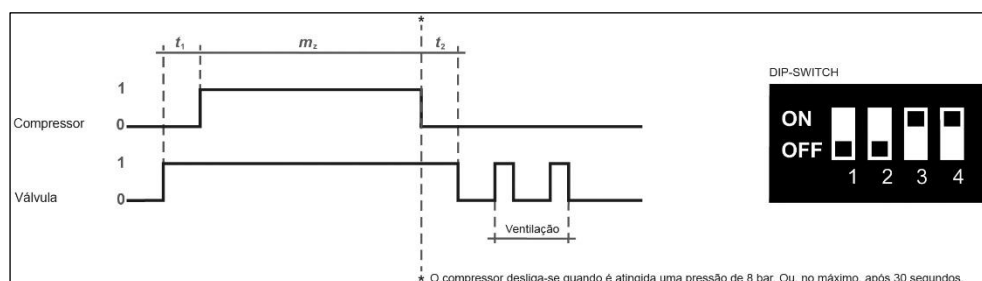 *
t₁ m_z t₂
DIP-SWITCH
1
Compressor
0
ON
OFF
1 2 3 4
1
Válvula
0
Ventilação
* O compressor desliga-se quando é atingida uma pressão de 8 bar. Ou, no máximo, após 30 segundos.